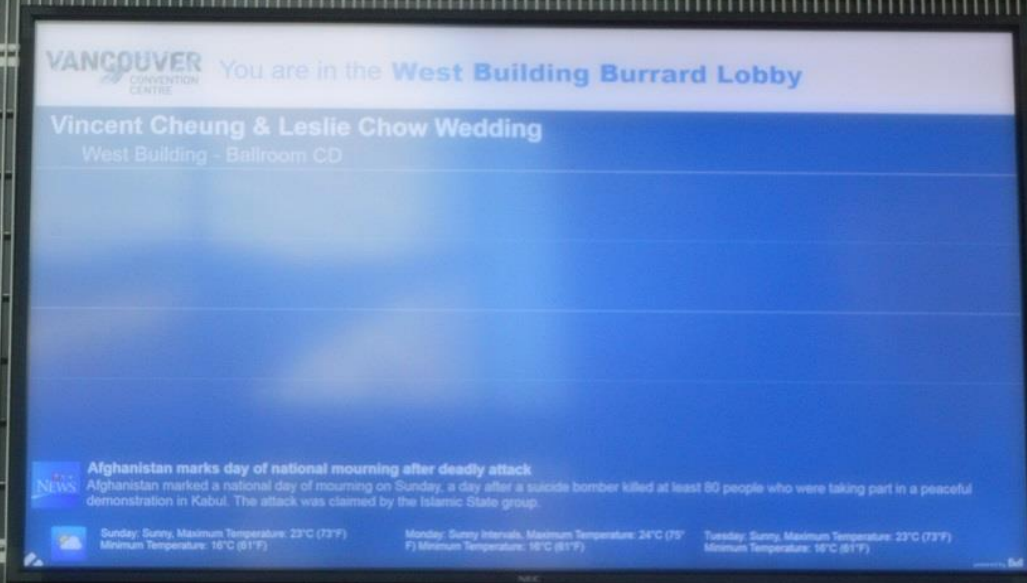 VANCOUVER
CONVENTION
CENTRE
You are in the West Building Burrard Lobby
Vincent Cheung & Leslie Chow Wedding
West Building - Ballroom CD
NEWS
Afghanistan marks day of national mourning after deadly attack
Afghanistan marked a national day of mourning on Sunday, a day after a suicide bomber killed at least 80 people who were taking part in a peaceful
demonstration in Kabul. The attack was claimed by the Islamic State group.
Sunday: Sunny, Maximum Temperature: 23°C (73°F)
Minimum Temperature: 16°C (61°F)
Monday: Sunny Intervals, Maximum Temperature: 24°C (75°
F) Minimum Temperature: 16°C (61°F)
Tuesday: Sunny, Maximum Temperature: 23°C (73°F)
Minimum Temperature: 16°C (61°F)
powered by Bell
NEC